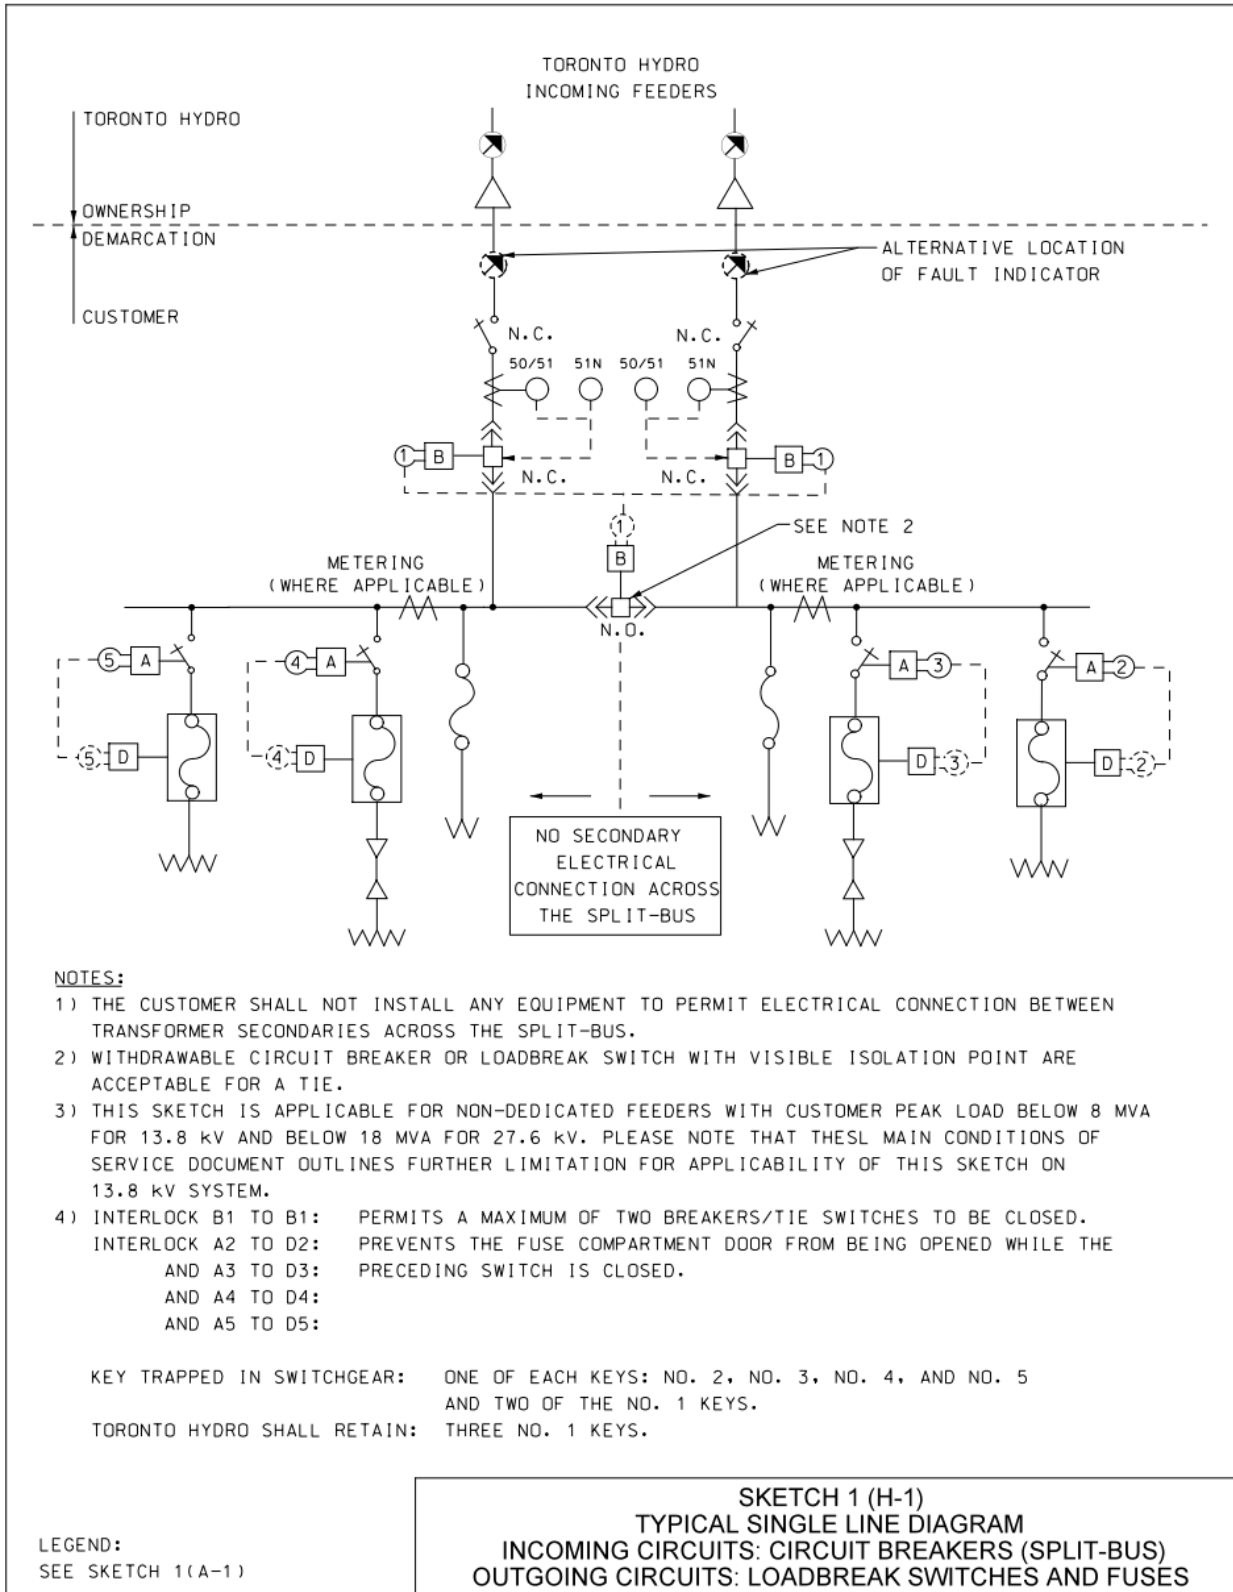 TORONTO HYDRO
INCOMING FEEDERS
TORONTO HYDRO
OWNERSHIP
DEMARCATION
ALTERNATIVE LOCATION
OF FAULT INDICATOR
CUSTOMER
N.C. N.C.
50/51 51N 50/51 51N
1 B B 1
N.C. N.C.
1
SEE NOTE 2
B
METERING
(WHERE APPLICABLE)
METERING
(WHERE APPLICABLE)
N.O.
5 A 4 A A 3 A 2
5 D 4 D D 3 D 2
NO SECONDARY
ELECTRICAL
CONNECTION ACROSS
THE SPLIT-BUS
NOTES:
1) THE CUSTOMER SHALL NOT INSTALL ANY EQUIPMENT TO PERMIT ELECTRICAL CONNECTION BETWEEN
TRANSFORMER SECONDARIES ACROSS THE SPLIT-BUS.
2) WITHDRAWABLE CIRCUIT BREAKER OR LOADBREAK SWITCH WITH VISIBLE ISOLATION POINT ARE
ACCEPTABLE FOR A TIE.
3) THIS SKETCH IS APPLICABLE FOR NON-DEDICATED FEEDERS WITH CUSTOMER PEAK LOAD BELOW 8 MVA
FOR 13.8 kV AND BELOW 18 MVA FOR 27.6 kV. PLEASE NOTE THAT THESL MAIN CONDITIONS OF
SERVICE DOCUMENT OUTLINES FURTHER LIMITATION FOR APPLICABILITY OF THIS SKETCH ON
13.8 kV SYSTEM.
4) INTERLOCK B1 TO B1: PERMITS A MAXIMUM OF TWO BREAKERS/TIE SWITCHES TO BE CLOSED.
INTERLOCK A2 TO D2: PREVENTS THE FUSE COMPARTMENT DOOR FROM BEING OPENED WHILE THE
AND A3 TO D3: PRECEDING SWITCH IS CLOSED.
AND A4 TO D4:
AND A5 TO D5:
KEY TRAPPED IN SWITCHGEAR: ONE OF EACH KEYS: NO. 2, NO. 3, NO. 4, AND NO. 5
AND TWO OF THE NO. 1 KEYS.
TORONTO HYDRO SHALL RETAIN: THREE NO. 1 KEYS.
LEGEND:
SEE SKETCH 1(A-1)
SKETCH 1 (H-1)
TYPICAL SINGLE LINE DIAGRAM
INCOMING CIRCUITS: CIRCUIT BREAKERS (SPLIT-BUS)
OUTGOING CIRCUITS: LOADBREAK SWITCHES AND FUSES